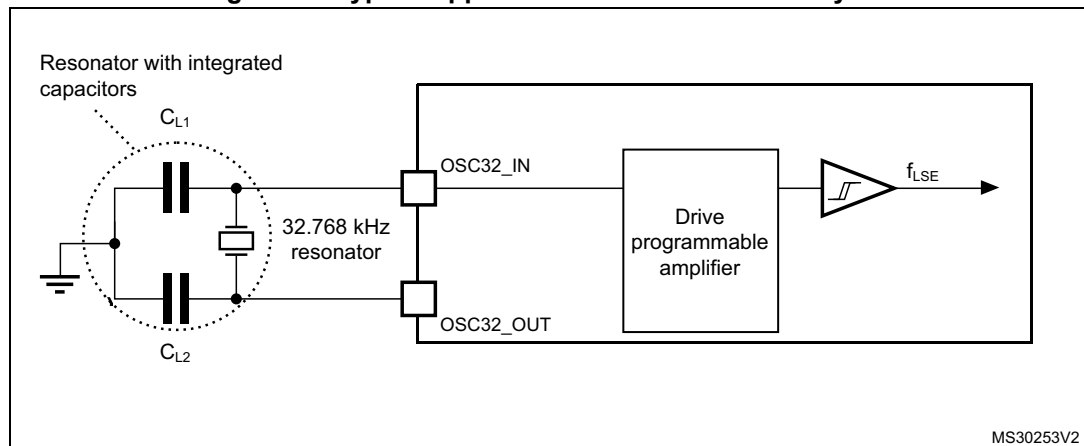 Resonator with integrated
capacitors
CL1
OSC32_IN
fLSE
32.768 kHz
resonator
Drive
programmable
amplifier
OSC32_OUT
CL2
MS30253V2